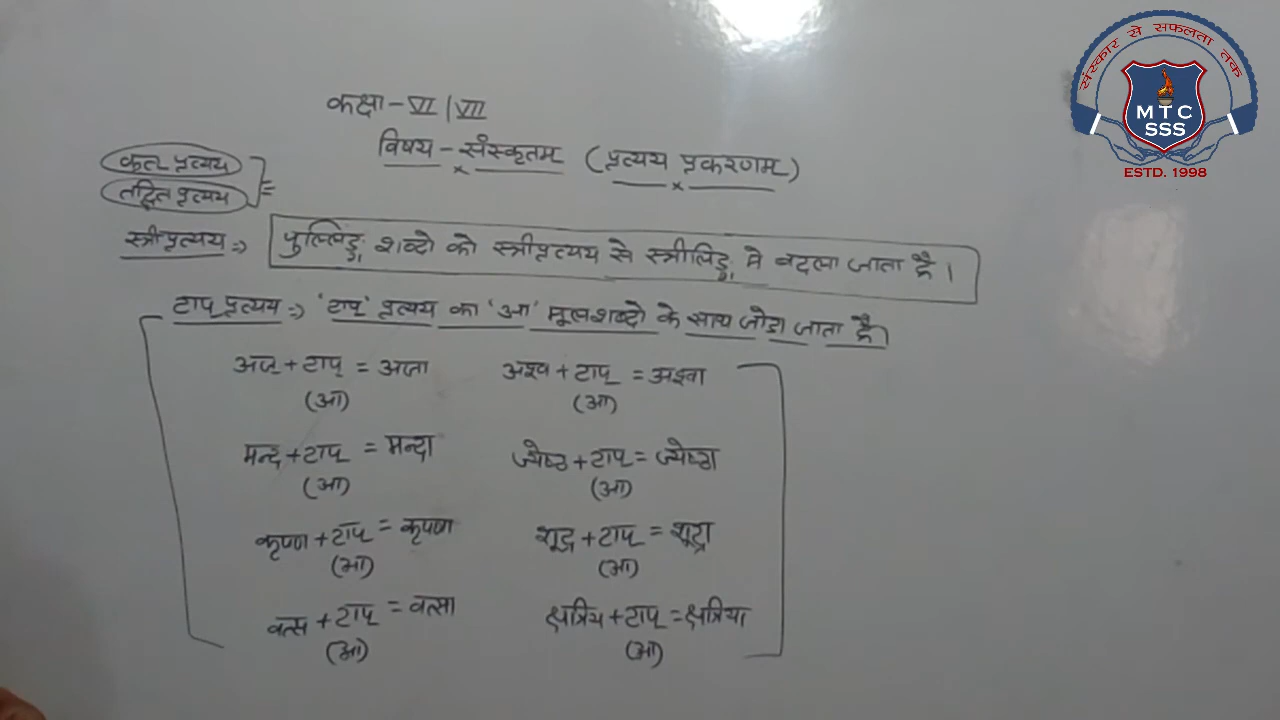 संस्कार से सफलता तक
MTC
SSS
ESTD. 1998
कक्षा - VI | VII
विषय - संस्कृतम (प्रत्यय प्रकरणम)
कृत प्रत्यय
तद्धित प्रत्यय
स्त्रीप्रत्यय => पुल्लिङ्ग शब्दो को स्त्रीप्रत्यय से स्त्रीलिङ्ग मे बदला जाता है।
टाप् प्रत्यय => 'टाप्' प्रत्यय का 'आ' मूलशब्दो के साथ जोडा जाता है।
अज् + टाप् = अजा अश्व + टाप् = अश्वा
(आ) (आ)
मन्द + टाप् = मन्दा ज्येष्ठ + टाप् = ज्येष्ठा
(आ) (आ)
कृष्ण + टाप् = कृष्णा शूद्र + टाप् = शूद्रा
(आ) (आ)
वत्स + टाप् = वत्सा क्षत्रिय + टाप् = क्षत्रिया
(आ) (आ)